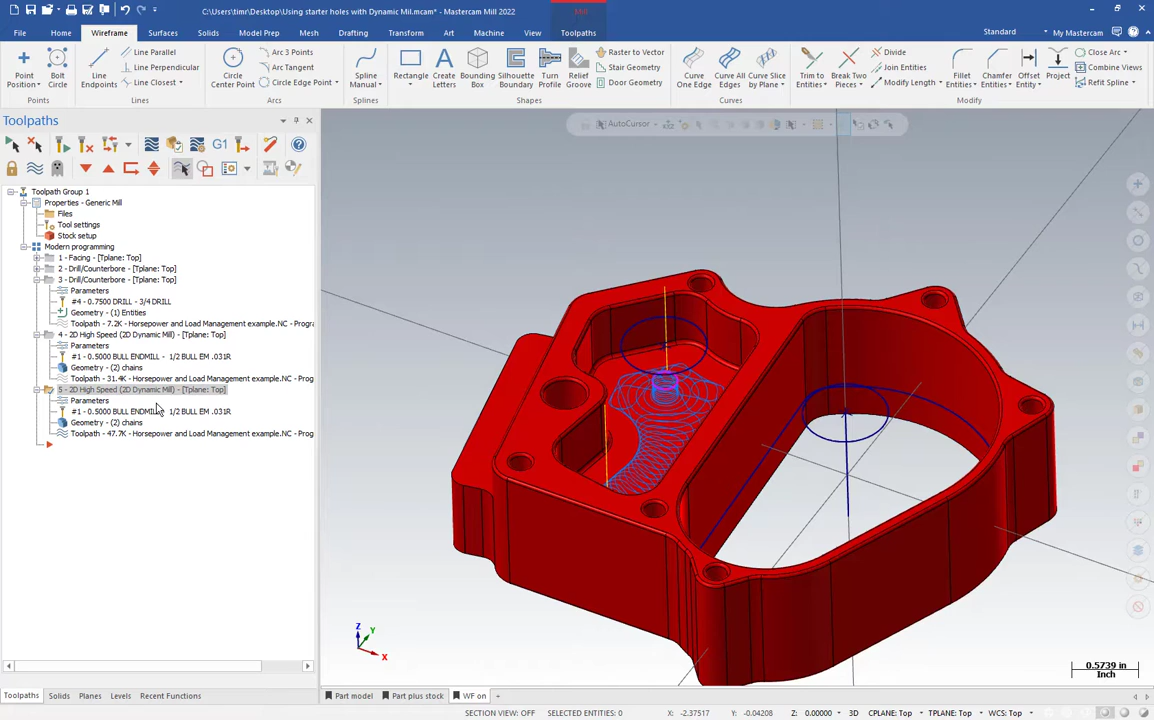 C:\Users\timr\Desktop\Using starter holes with Dynamic Mil.mcam* - Mastercam Mill 2022
Mill
File
Home
Wireframe
Surfaces
Solids
Model Prep
Mesh
Drafting
Transform
Art
Machine
View
Toolpaths
Standard
My Mastercam
Point Position
Bolt Circle
Points
Line Endpoints
Line Parallel
Line Perpendicular
Line Closest
Lines
Circle Center Point
Arc 3 Points
Arc Tangent
Circle Edge Point
Arcs
Spline Manual
Splines
Rectangle
Create Letters
Bounding Box
Silhouette Boundary
Turn Profile
Relief Groove
Raster to Vector
Stair Geometry
Door Geometry
Shapes
Curve One Edge
Curve All Edges
Curve Slice by Plane
Curves
Trim to Entities
Break Two Pieces
Divide
Join Entities
Modify Length
Fillet Entities
Chamfer Entities
Offset Entity
Project
Close Arc
Combine Views
Refit Spline
Modify
Toolpaths
AutoCursor
G1
Toolpath Group 1
Properties - Generic Mill
Files
Tool settings
Stock setup
Modern programming
1 - Facing - [Tplane: Top]
2 - Drill/Counterbore - [Tplane: Top]
3 - Drill/Counterbore - [Tplane: Top]
Parameters
#4 - 0.7500 DRILL - 3/4 DRILL
Geometry - (1) Entities
Toolpath - 7.2K - Horsepower and Load Management example.NC - Prog
4 - 2D High Speed (2D Dynamic Mill) - [Tplane: Top]
Parameters
#1 - 0.5000 BULL ENDMILL - 1/2 BULL EM .031R
Geometry - (2) chains
Toolpath - 31.4K - Horsepower and Load Management example.NC - Prog
5 - 2D High Speed (2D Dynamic Mill) - [Tplane: Top]
Parameters
#1 - 0.5000 BULL ENDMILL - 1/2 BULL EM .031R
Geometry - (2) chains
Toolpath - 47.7K - Horsepower and Load Management example.NC - Prog
Z
Y
X
0.5739 in
Inch
Toolpaths
Solids
Planes
Levels
Recent Functions
Part model
Part plus stock
WF on
+
SECTION VIEW: OFF
SELECTED ENTITIES: 0
X: -2.37517
Y: -0.04208
Z: 0.00000
3D
CPLANE: Top
TPLANE: Top
WCS: Top